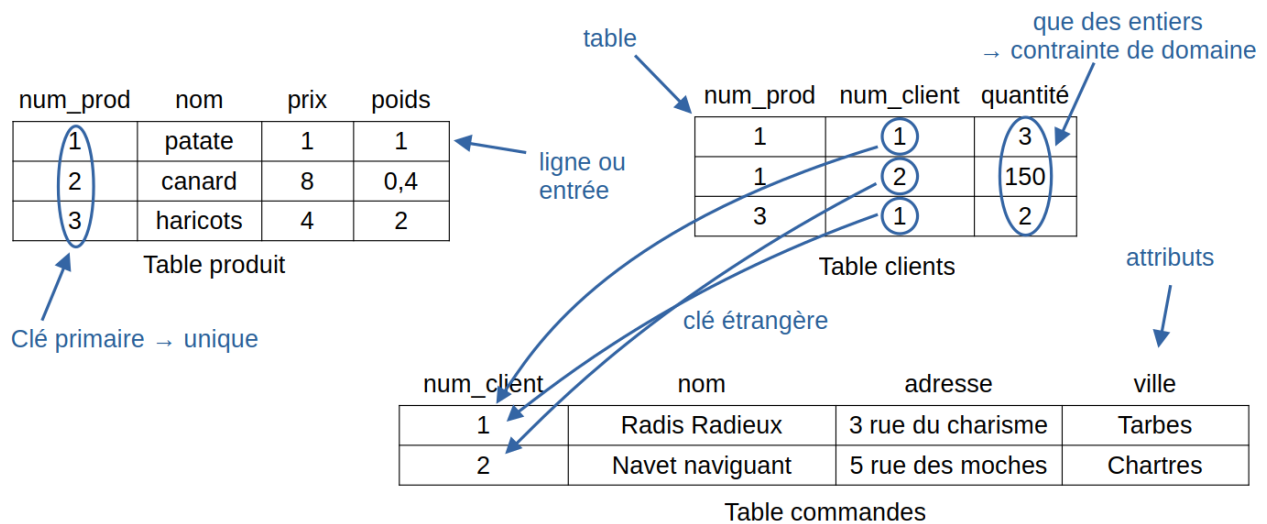 que des entiers
→ contrainte de domaine
table
num_prod nom prix poids
1 patate 1 1
2 canard 8 0,4
3 haricots 4 2
Table produit
ligne ou
entrée
Clé primaire → unique
num_prod num_client quantité
1 1 3
1 2 150
3 1 2
Table clients
attributs
clé étrangère
num_client nom adresse ville
1 Radis Radieux 3 rue du charisme Tarbes
2 Navet naviguant 5 rue des moches Chartres
Table commandes